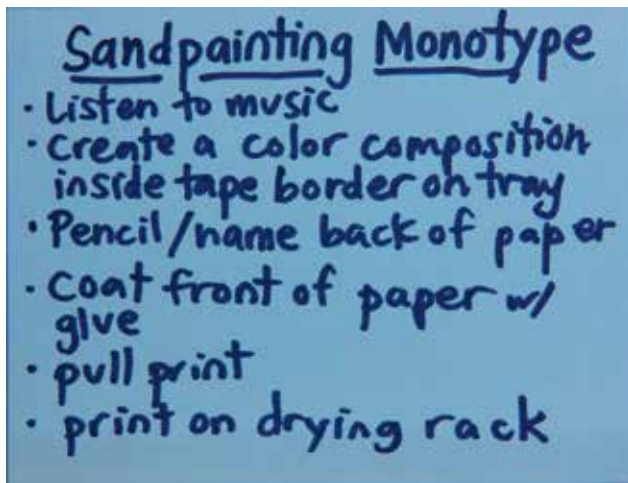 Sandpainting Monotype
• Listen to music
• Create a color composition
inside tape border on tray
• Pencil/name back of paper
• Coat front of paper w/
glue
• pull print
• print on drying rack